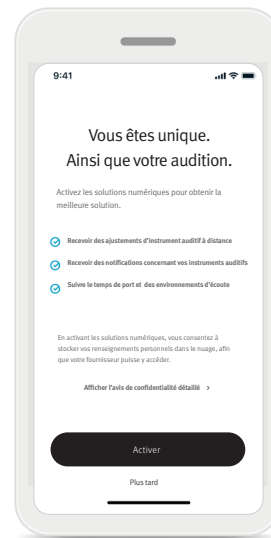 9:41
Vous êtes unique.
Ainsi que votre audition.
Activez les solutions numériques pour obtenir la
meilleure solution.
Recevoir des ajustements d'instrument auditif à distance
Recevoir des notifications concernant vos instruments auditifs
Suivre le temps de port et des environnements d'écoute
En activant les solutions numériques, vous consentez à
stocker vos renseignements personnels dans le nuage, afin
que votre fournisseur puisse y accéder.
Afficher l'avis de confidentialité détaillé >
Activer
Plus tard